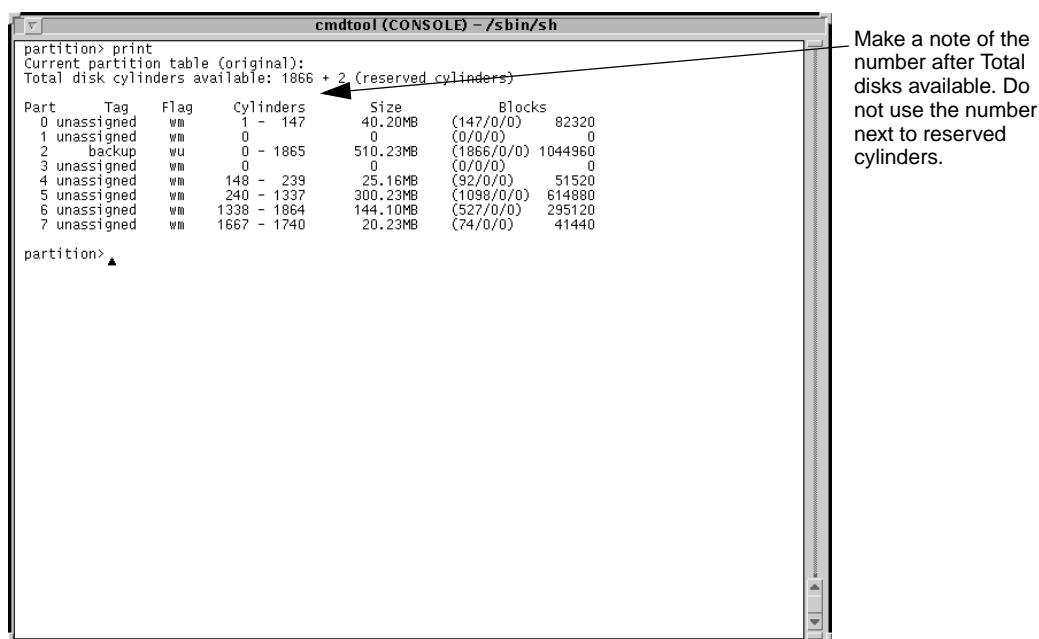 cmdtool (CONSOLE) - /sbin/sh
partition> print
Current partition table (original):
Total disk cylinders available: 1866 + 2 (reserved cylinders)
Part Tag Flag Cylinders Size Blocks
0 unassigned wm 1 - 147 40.20MB (147/0/0) 82320
1 unassigned wm 0 0 (0/0/0) 0
2 backup wu 0 - 1865 510.23MB (1866/0/0) 1044960
3 unassigned wm 0 0 (0/0/0) 0
4 unassigned wm 148 - 239 25.16MB (92/0/0) 51520
5 unassigned wm 240 - 1337 300.23MB (1098/0/0) 614880
6 unassigned wm 1338 - 1864 144.10MB (527/0/0) 295120
7 unassigned wm 1667 - 1740 20.23MB (74/0/0) 41440
partition>
Make a note of the
number after Total
disks available. Do
not use the number
next to reserved
cylinders.